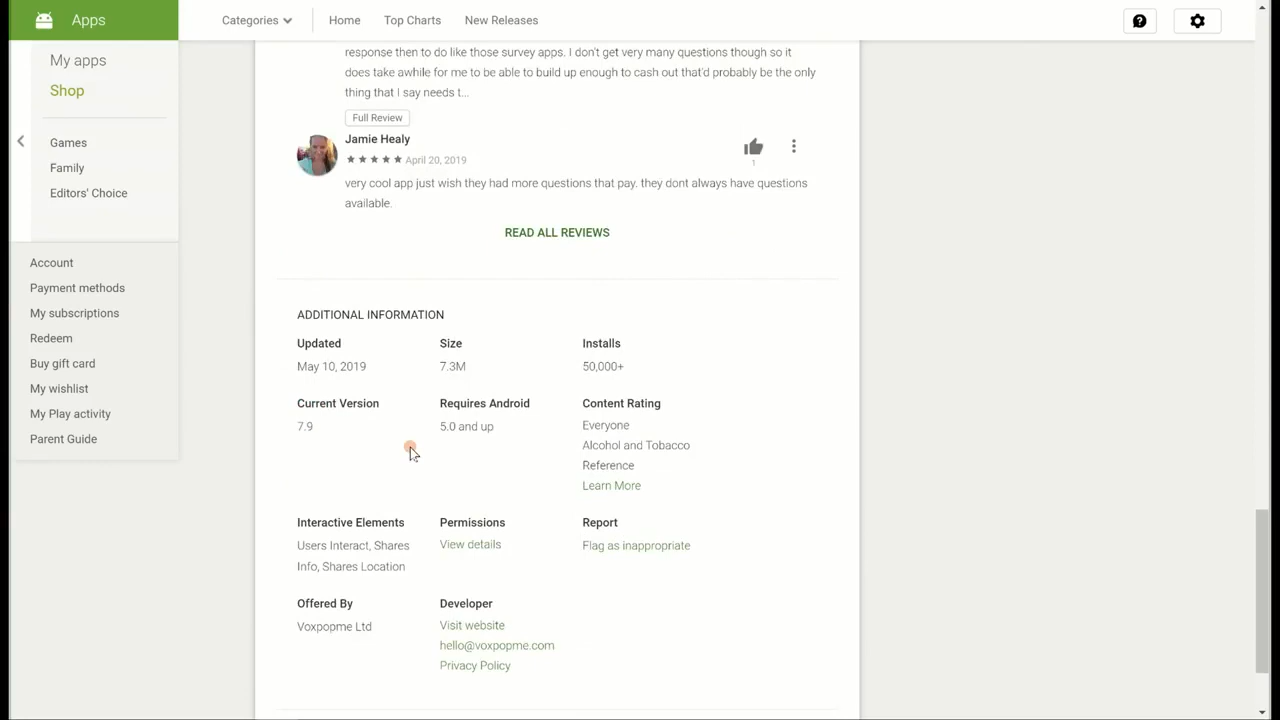 Apps
Categories
Home
Top Charts
New Releases
My apps
Shop
Games
Family
Editors' Choice
Account
Payment methods
My subscriptions
Redeem
Buy gift card
My wishlist
My Play activity
Parent Guide
response then to do like those survey apps. I don't get very many questions though so it
does take awhile for me to be able to build up enough to cash out that'd probably be the only
thing that I say needs t...
Full Review
Jamie Healy
April 20, 2019
1
very cool app just wish they had more questions that pay. they dont always have questions
available.
READ ALL REVIEWS
ADDITIONAL INFORMATION
Updated
May 10, 2019
Size
7.3M
Installs
50,000+
Current Version
7.9
Requires Android
5.0 and up
Content Rating
Everyone
Alcohol and Tobacco
Reference
Learn More
Interactive Elements
Users Interact, Shares
Info, Shares Location
Permissions
View details
Report
Flag as inappropriate
Offered By
Voxpopme Ltd
Developer
Visit website
hello@voxpopme.com
Privacy Policy